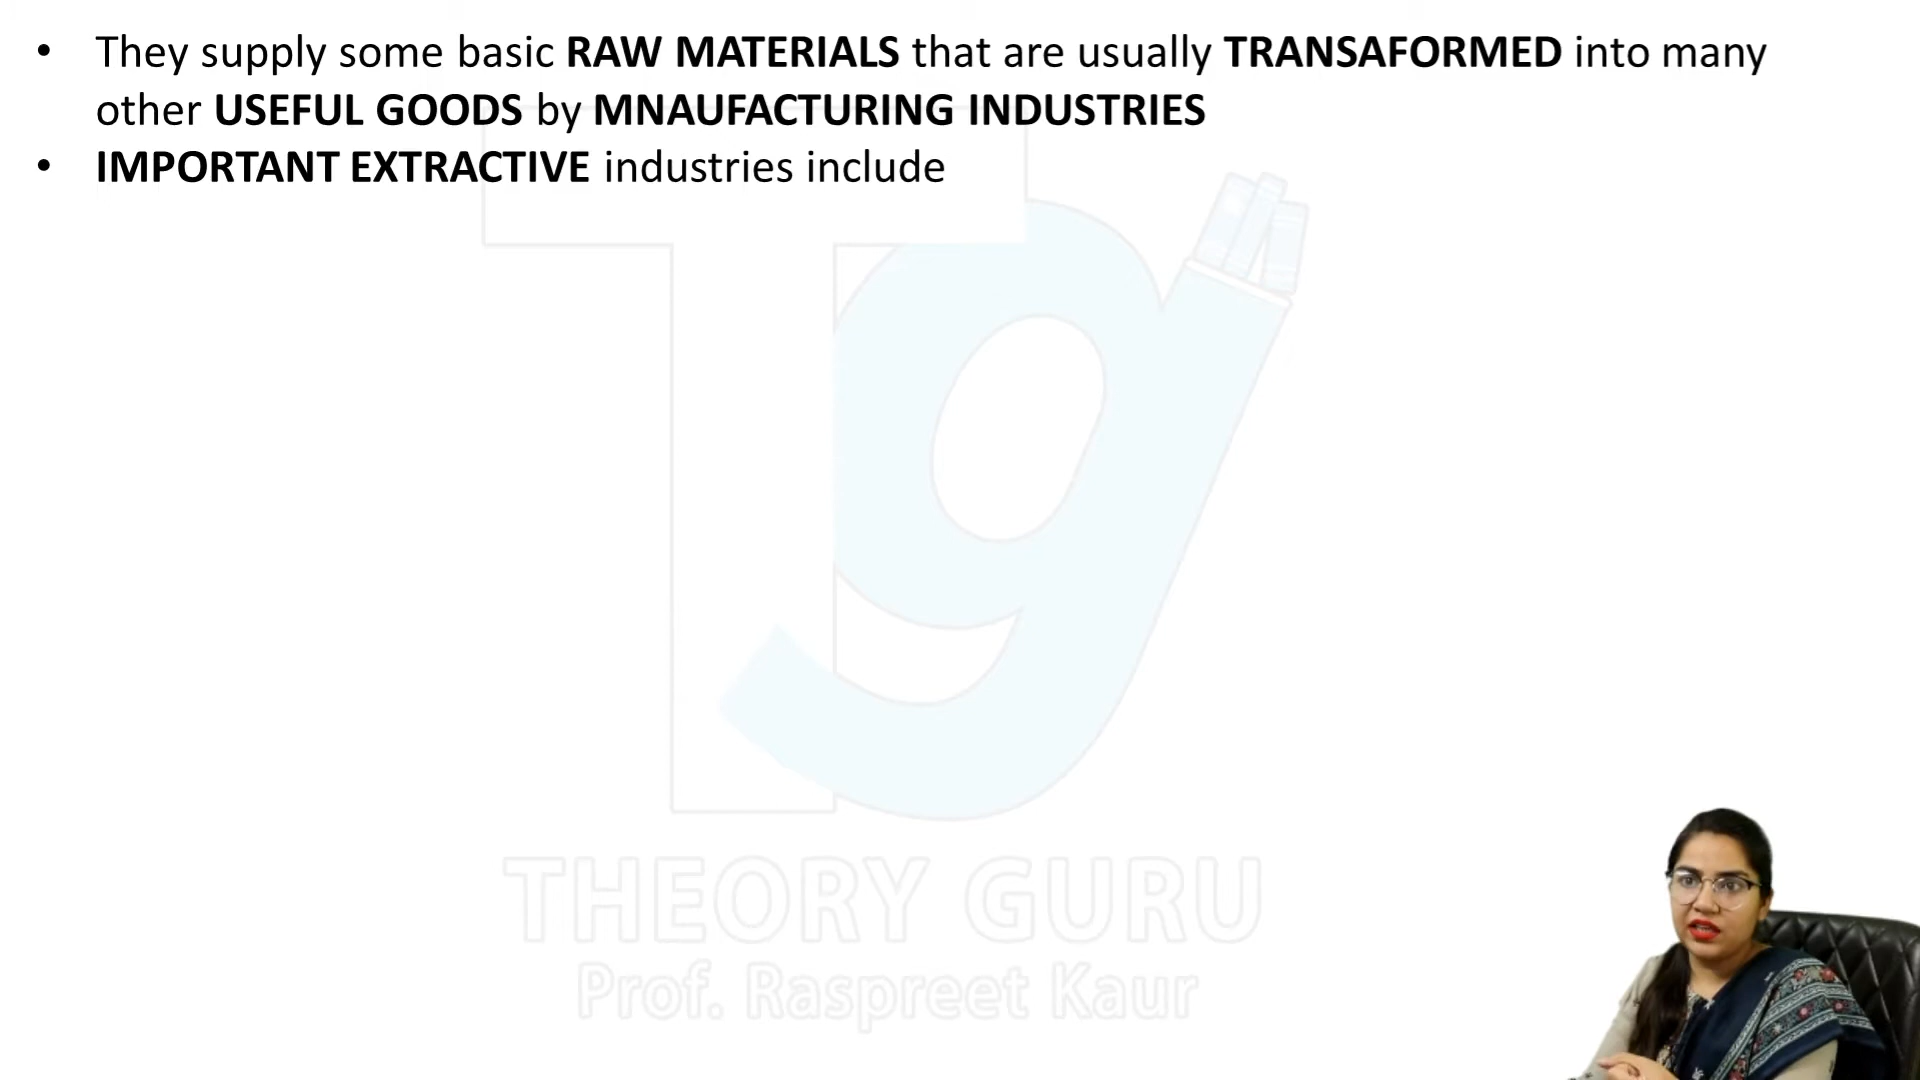 • They supply some basic RAW MATERIALS that are usually TRANSAFORMED into many
other USEFUL GOODS by MNAUFACTURING INDUSTRIES
• IMPORTANT EXTRACTIVE industries include
Tg
THEORY GURU
Prof. Raspreet Kaur